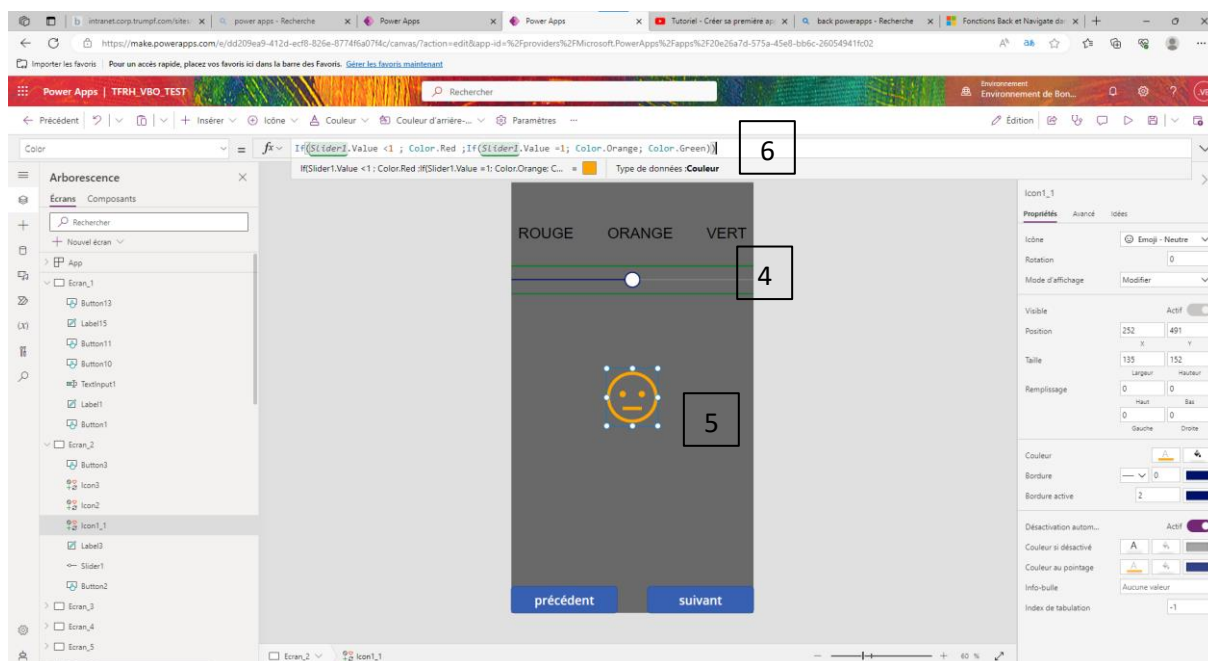 intranet.corp.trumpf.com/sites/
power apps - Recherche
Power Apps
Power Apps
Tutoriel - Créer sa première ap
back powerapps - Recherche
Fonctions Back et Navigate da
https://make.powerapps.com/e/dd209ea9-412d-ecf8-826e-8774f6a07f4c/canvas/?action=edit&app-id=%2Fproviders%2FMicrosoft.PowerApps%2Fapps%2F20e26a7d-575a-45e8-bb6c-26054941fc02
Importer les favoris
Pour un accès rapide, placez vos favoris ici dans la barre des Favoris. Gérer les favoris maintenant
Power Apps | TFRH_VBO_TEST
Rechercher
Environnement
Environnement de Bon...
Précédent
Insérer
Icône
Couleur
Couleur d'arrière-...
Paramètres
Édition
Color
= fx If(Slider1.Value <1 ; Color.Red ;If(Slider1.Value =1; Color.Orange; Color.Green))
6
If(Slider1.Value <1 ; Color.Red ;If(Slider1.Value =1; Color.Orange; C... =
Type de données :Couleur
Arborescence
Écrans
Composants
Rechercher
Nouvel écran
App
Ecran_1
Button13
Label15
Button11
Button10
TextInput1
Label1
Button1
Ecran_2
Button3
Icon3
Icon2
Icon1_1
Label3
Slider1
Button2
Ecran_3
Ecran_4
Ecran_5
ROUGE ORANGE VERT
4
5
précédent
suivant
Ecran_2
Icon1_1
60 %
Icon1_1
Propriétés Avancé Idées
Icône Emoji - Neutre
Rotation 0
Mode d'affichage Modifier
Visible Actif
Position 252 491
X Y
Taille 135 152
Largeur Hauteur
Remplissage 0 0
Haut Bas
0 0
Gauche Droite
Couleur
Bordure 0
Bordure active 2
Désactivation autom... Actif
Couleur si désactivé
Couleur au pointage
Info-bulle Aucune valeur
Index de tabulation -1